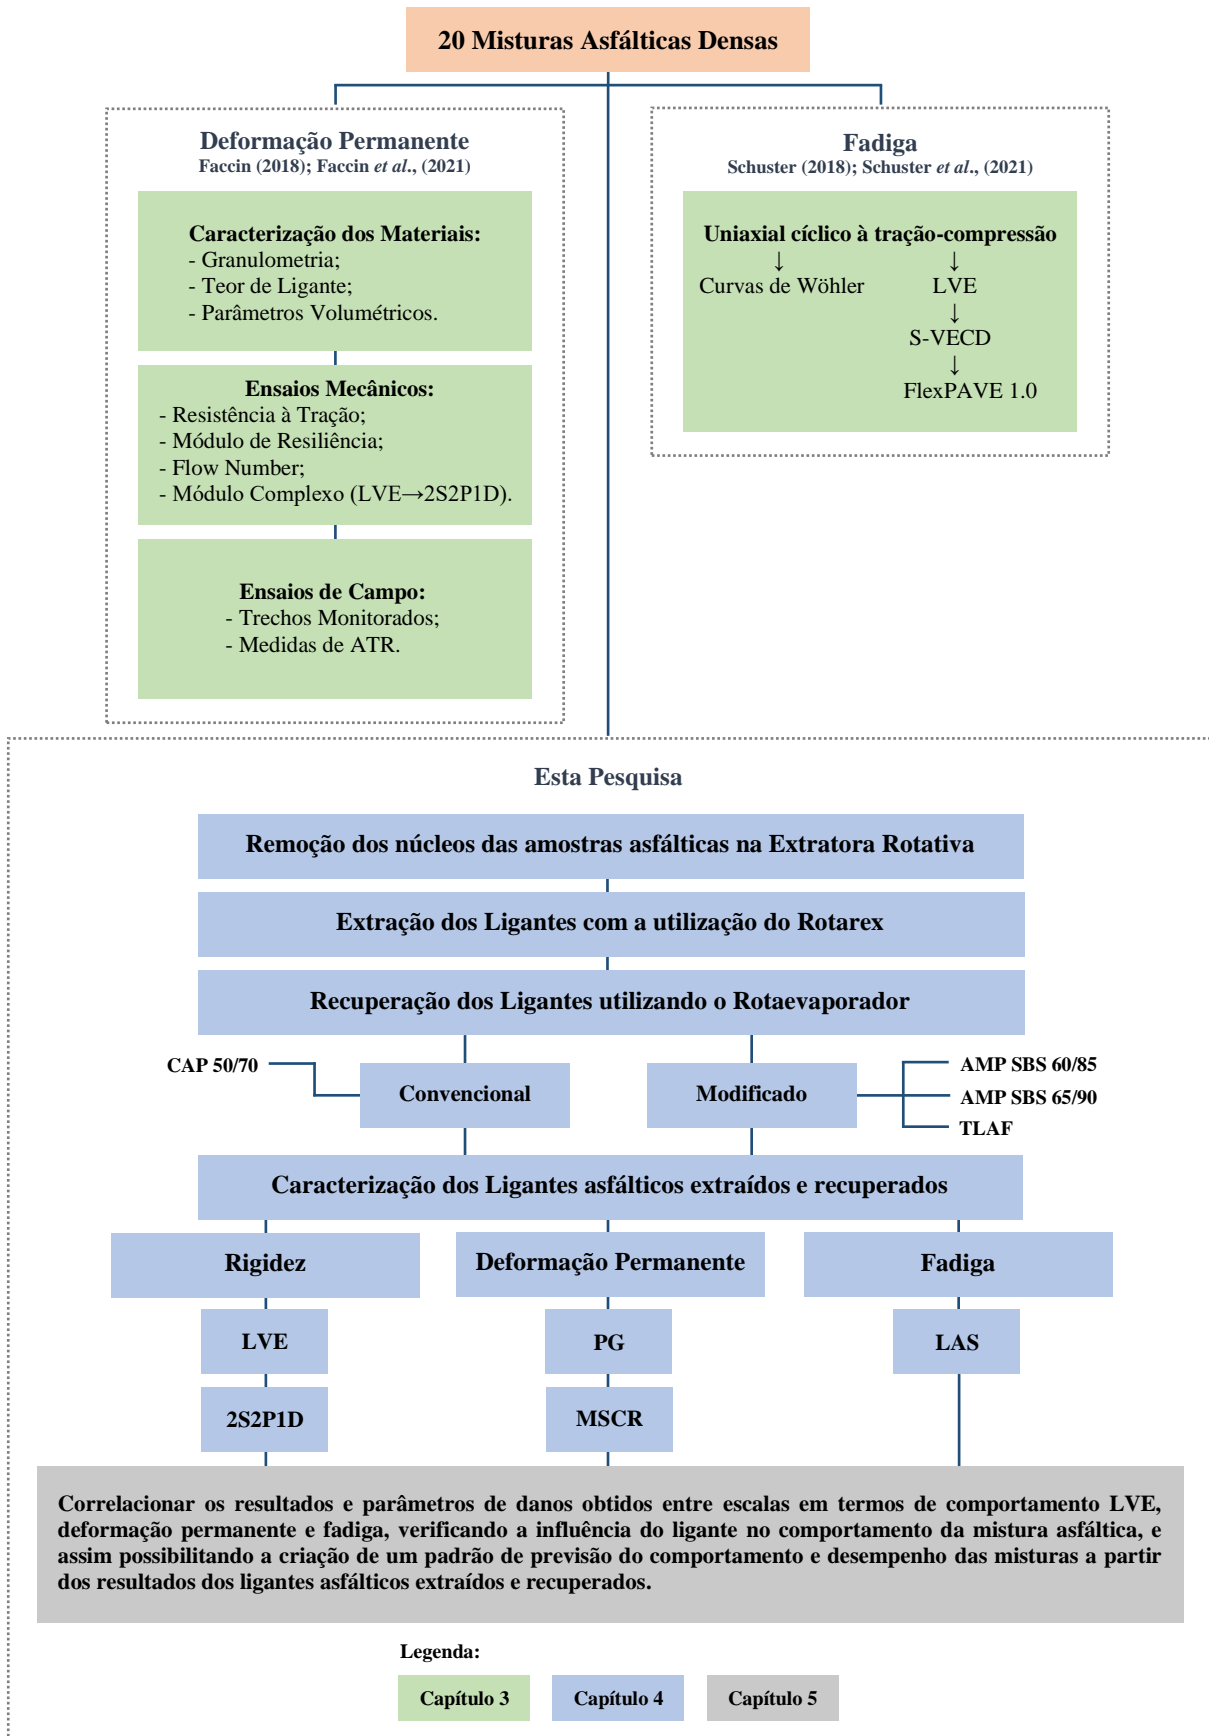 20 Misturas Asfálticas Densas
Deformação Permanente
Faccin (2018); Faccin et al., (2021)
Caracterização dos Materiais:
- Granulometria;
- Teor de Ligante;
- Parâmetros Volumétricos.
Ensaios Mecânicos:
- Resistência à Tração;
- Módulo de Resiliência;
- Flow Number;
- Módulo Complexo (LVE→2S2P1D).
Ensaios de Campo:
- Trechos Monitorados;
- Medidas de ATR.
Fadiga
Schuster (2018); Schuster et al., (2021)
Uniaxial cíclico à tração-compressão
↓ ↓
Curvas de Wöhler LVE
↓
S-VECD
↓
FlexPAVE 1.0
Esta Pesquisa
Remoção dos núcleos das amostras asfálticas na Extratora Rotativa
Extração dos Ligantes com a utilização do Rotarex
Recuperação dos Ligantes utilizando o Rotaevaporador
CAP 50/70
Convencional
Modificado
AMP SBS 60/85
AMP SBS 65/90
TLAF
Caracterização dos Ligantes asfálticos extraídos e recuperados
Rigidez
Deformação Permanente
Fadiga
LVE
PG
LAS
2S2P1D
MSCR
Correlacionar os resultados e parâmetros de danos obtidos entre escalas em termos de comportamento LVE,
deformação permanente e fadiga, verificando a influência do ligante no comportamento da mistura asfáltica, e
assim possibilitando a criação de um padrão de previsão do comportamento e desempenho das misturas a partir
dos resultados dos ligantes asfálticos extraídos e recuperados.
Legenda:
Capítulo 3
Capítulo 4
Capítulo 5